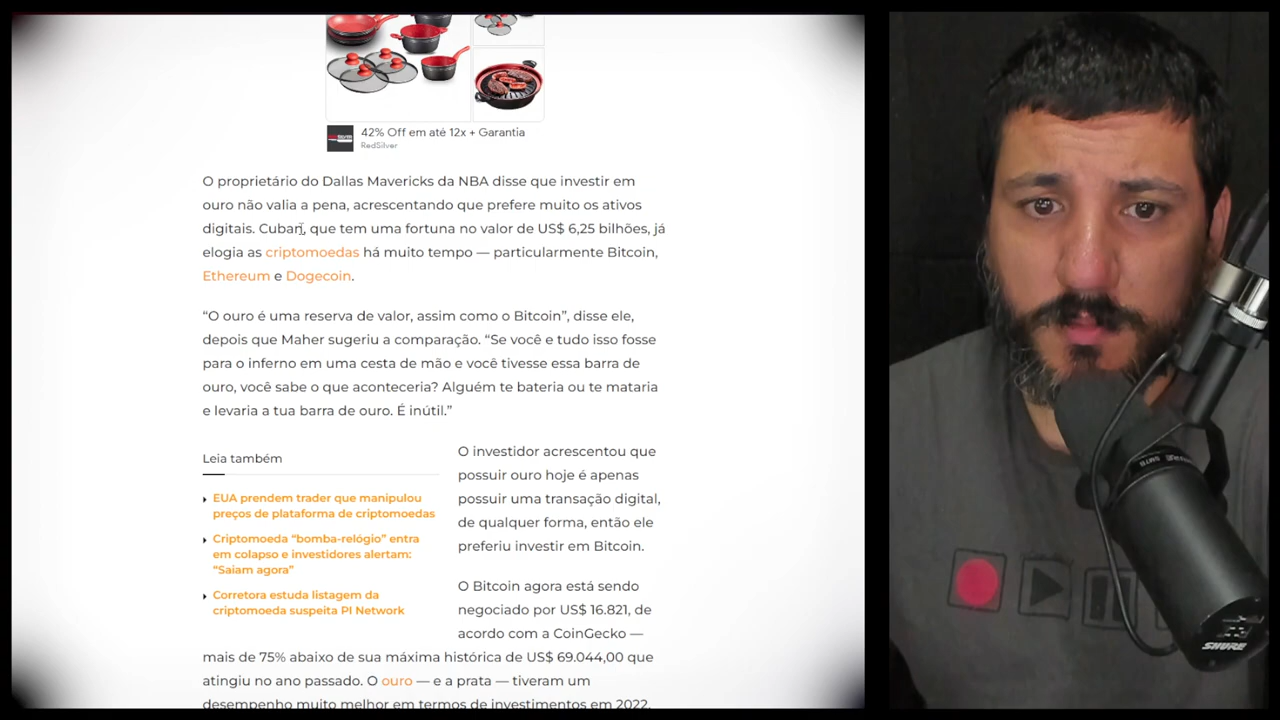 42% Off em até 12x + Garantia
RedSilver
O proprietário do Dallas Mavericks da NBA disse que investir em
ouro não valia a pena, acrescentando que prefere muito os ativos
digitais. Cuban, que tem uma fortuna no valor de US$ 6,25 bilhões, já
elogia as criptomoedas há muito tempo — particularmente Bitcoin,
Ethereum e Dogecoin.
“O ouro é uma reserva de valor, assim como o Bitcoin”, disse ele,
depois que Maher sugeriu a comparação. “Se você e tudo isso fosse
para o inferno em uma cesta de mão e você tivesse essa barra de
ouro, você sabe o que aconteceria? Alguém te bateria ou te mataria
e levaria a tua barra de ouro. É inútil.”
Leia também
EUA prendem trader que manipulou
preços de plataforma de criptomoedas
Criptomoeda “bomba-relógio” entra
em colapso e investidores alertam:
“Saiam agora”
Corretora estuda listagem da
criptomoeda suspeita PI Network
O investidor acrescentou que
possuir ouro hoje é apenas
possuir uma transação digital,
de qualquer forma, então ele
preferiu investir em Bitcoin.
O Bitcoin agora está sendo
negociado por US$ 16.821, de
acordo com a CoinGecko —
mais de 75% abaixo de sua máxima histórica de US$ 69.044,00 que
atingiu no ano passado. O ouro — e a prata — tiveram um
desempenho muito melhor em termos de investimentos em 2022.
SHURE